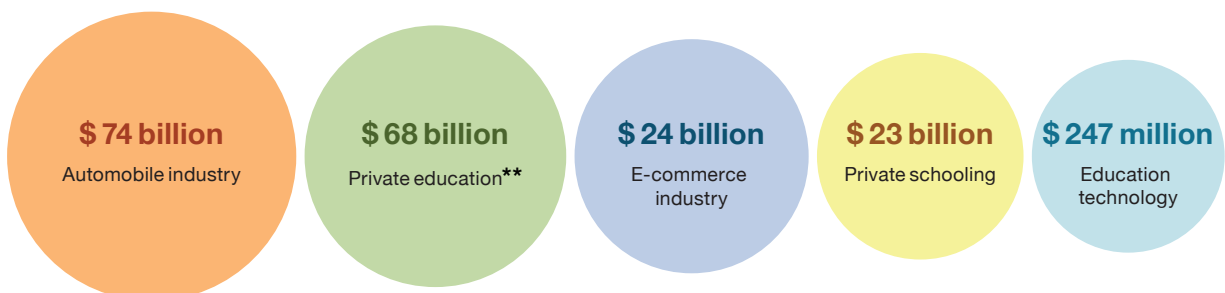 $ 74 billion
Automobile industry
$ 68 billion
Private education**
$ 24 billion
E-commerce
industry
$ 23 billion
Private schooling
$ 247 million
Education
technology